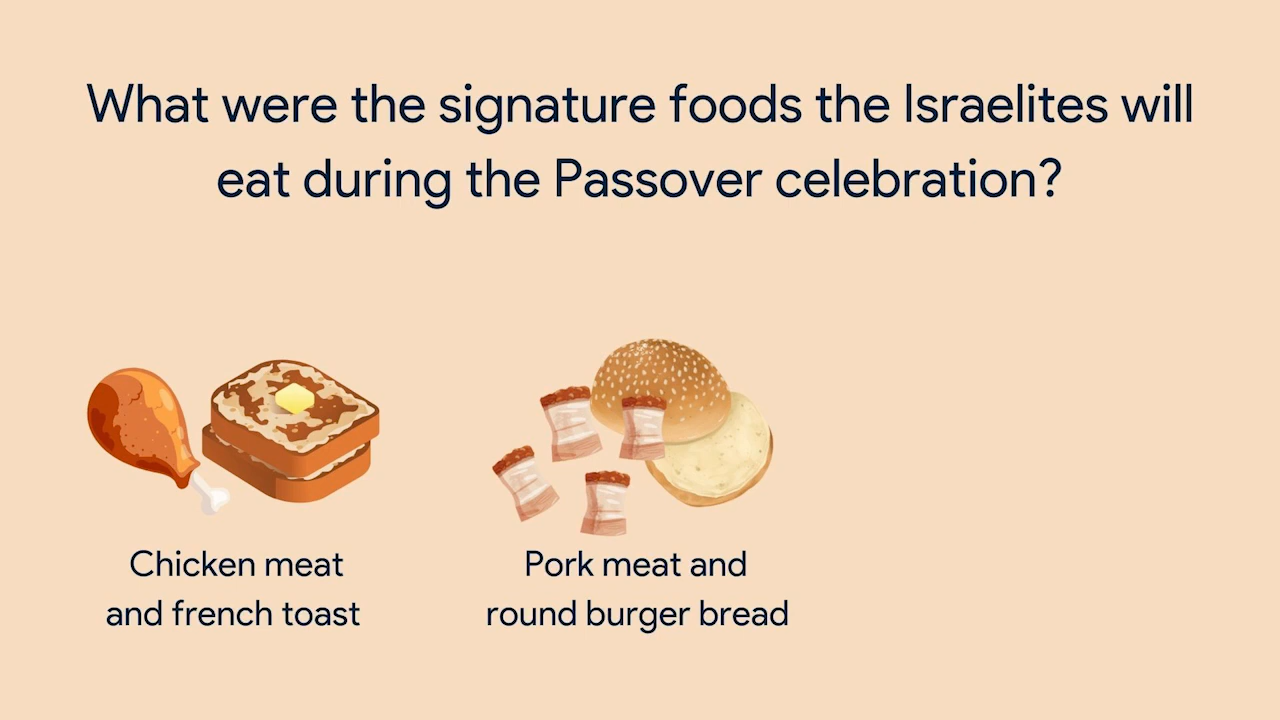 What were the signature foods the Israelites will
eat during the Passover celebration?
Chicken meat
and french toast
Pork meat and
round burger bread